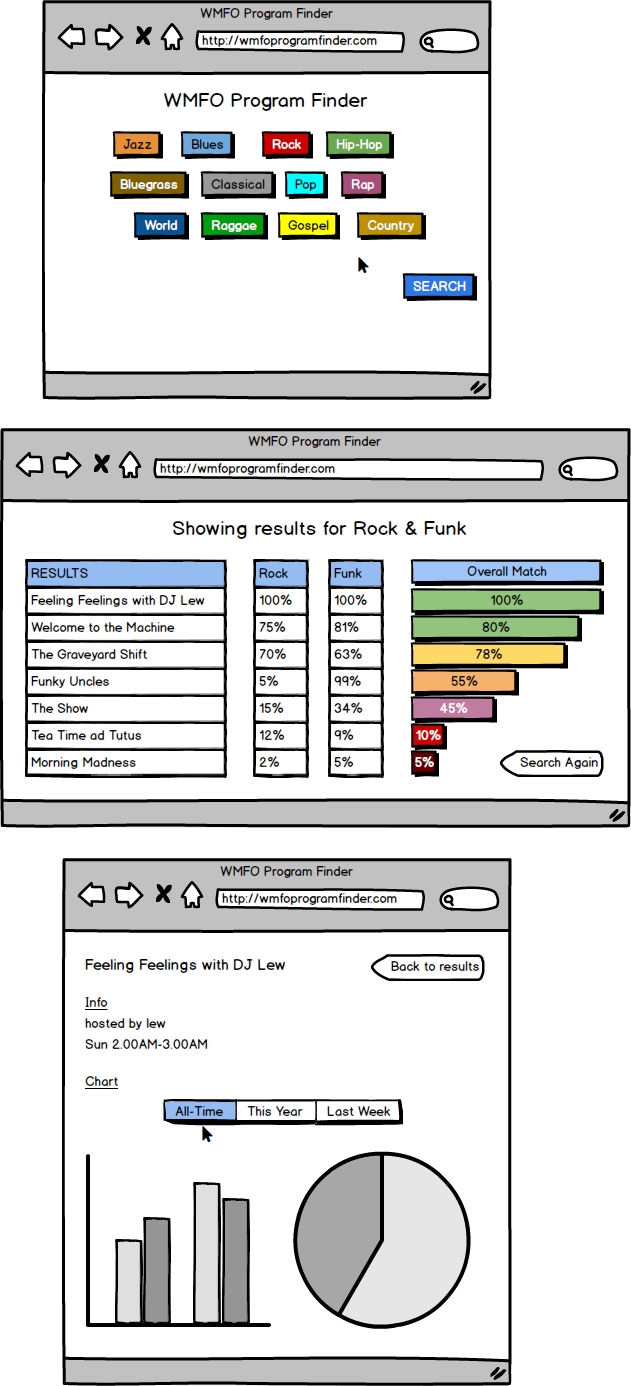 WMFO Program Finder
http://wmfoprogramfinder.com
WMFO Program Finder
Jazz Blues Rock Hip-Hop
Bluegrass Classical Pop Rap
World Raggae Gospel Country
SEARCH
WMFO Program Finder
http://wmfoprogramfinder.com
Showing results for Rock & Funk
RESULTS Rock Funk Overall Match
Feeling Feelings with DJ Lew 100% 100% 100%
Welcome to the Machine 75% 81% 80%
The Graveyard Shift 70% 63% 78%
Funky Uncles 5% 99% 55%
The Show 15% 34% 45%
Tea Time ad Tutus 12% 9% 10%
Morning Madness 2% 5% 5% Search Again
WMFO Program Finder
http://wmfoprogramfinder.com
Feeling Feelings with DJ Lew Back to results
Info
hosted by lew
Sun 2.00AM-3.00AM
Chart
All-Time This Year Last Week